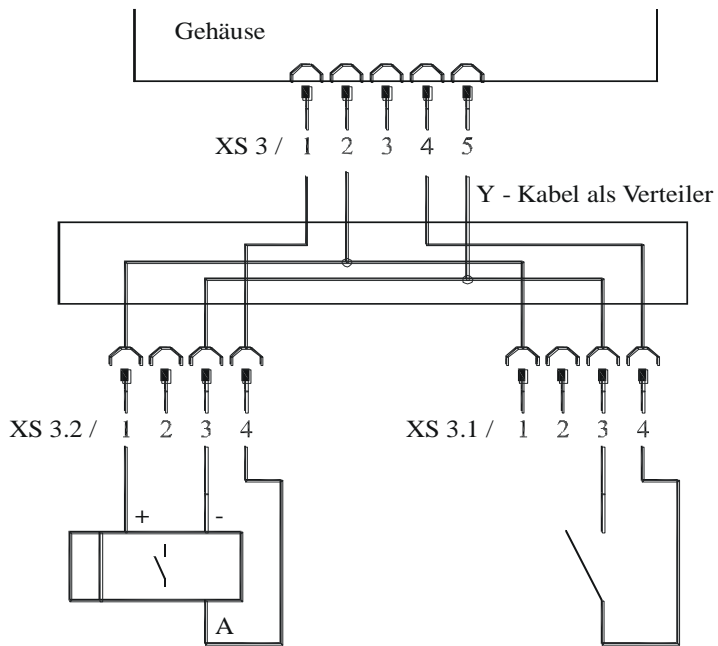 Gehäuse
XS 3 / 1 2 3 4 5
Y - Kabel als Verteiler
XS 3.2 / 1 2 3 4
XS 3.1 / 1 2 3 4
+ -
A